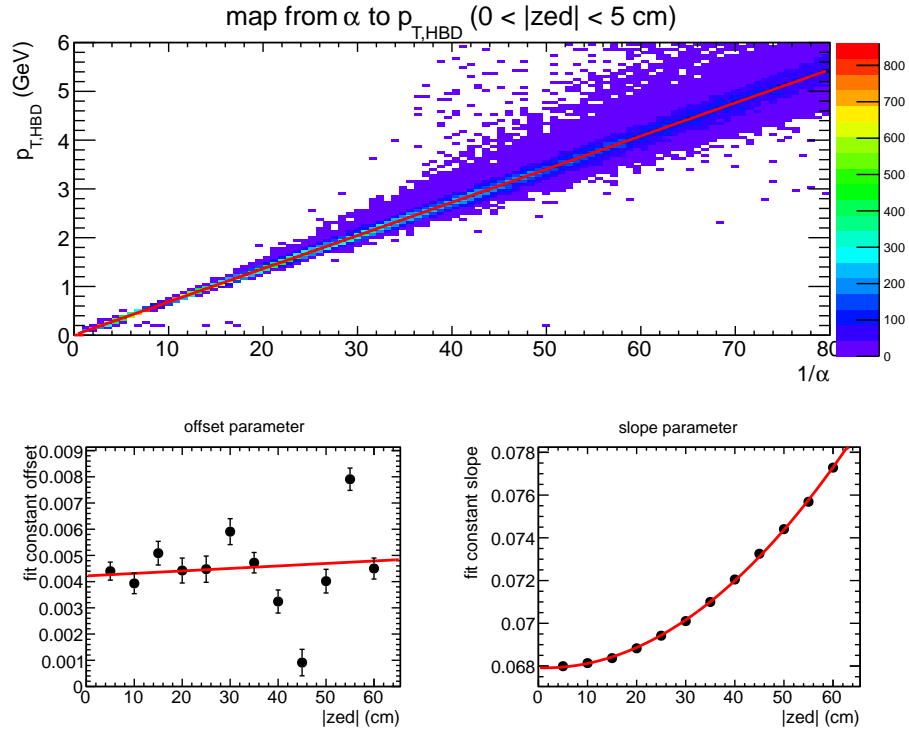 map from α to p_T,HBD (0 < |zed| < 5 cm)
p_T,HBD (GeV)
6
5
4
3
2
1
0
0 10 20 30 40 50 60 70 80
1/α
800
700
600
500
400
300
200
100
0
offset parameter
fit constant offset
0.009
0.008
0.007
0.006
0.005
0.004
0.003
0.002
0.001
0 10 20 30 40 50 60
|zed| (cm)
slope parameter
fit constant slope
0.078
0.076
0.074
0.072
0.07
0.068
0 10 20 30 40 50 60
|zed| (cm)